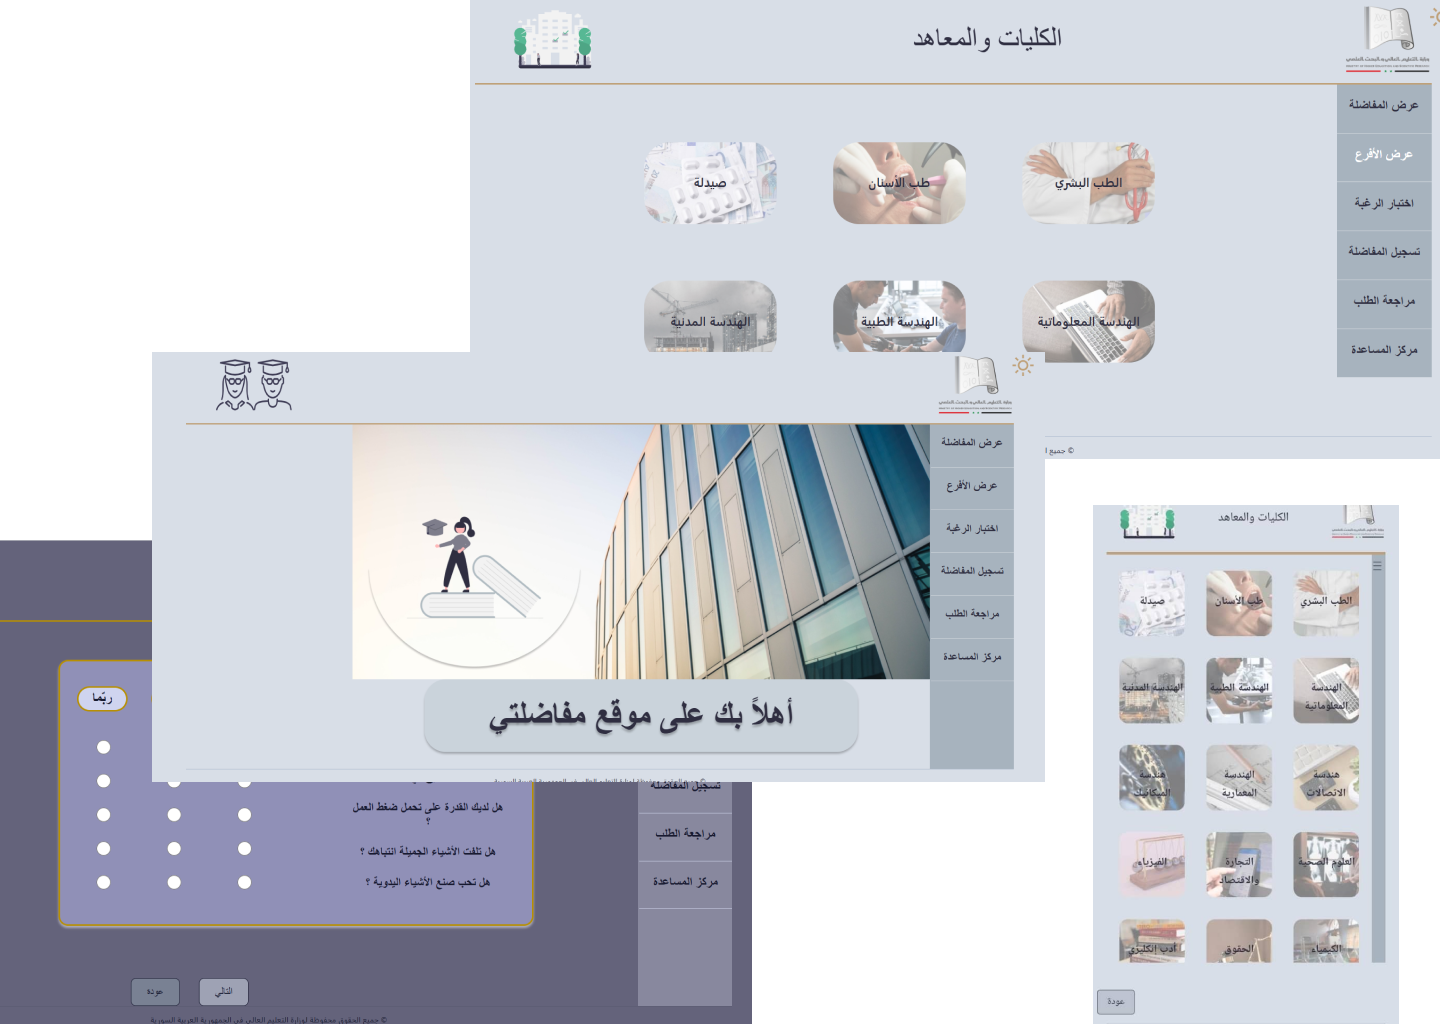 الكليات والمعاهد
عرض المفاضلة
عرض الأفرع
اختبار الرغبة
تسجيل المفاضلة
مراجعة الطلب
مركز المساعدة
الطب البشري
طب الأسنان
صيدلة
الهندسة المعلوماتية
الهندسة الطبية
الهندسة المدنية
© جميع
عرض المفاضلة
عرض الأفرع
اختبار الرغبة
تسجيل المفاضلة
مراجعة الطلب
مركز المساعدة
أهلاً بك على موقع مفاضلتي
ربّما
هل لديك القدرة على تحمل ضغط العمل
؟
هل تلفت الأشياء الجميلة انتباهك ؟
هل تحب صنع الأشياء اليدوية ؟
تسجيل المفاضلة
مراجعة الطلب
مركز المساعدة
التالي
عودة
© جميع الحقوق محفوظة لوزارة التعليم العالي في الجمهورية العربية السورية
الكليات والمعاهد
الطب البشري
طب الأسنان
صيدلة
الهندسة
المعلوماتية
الهندسة الطبية
الهندسة المدنية
هندسة
الاتصالات
الهندسة
المعمارية
هندسة
الميكانيك
العلوم الصحية
التجارة
والاقتصاد
الفيزياء
الكيمياء
الحقوق
أدب إنكليزي
عودة